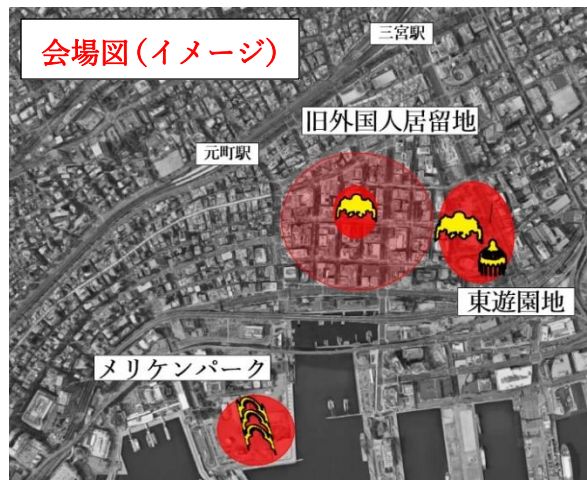 会場図(イメージ)
三宮駅
旧外国人居留地
元町駅
東遊園地
メリケンパーク